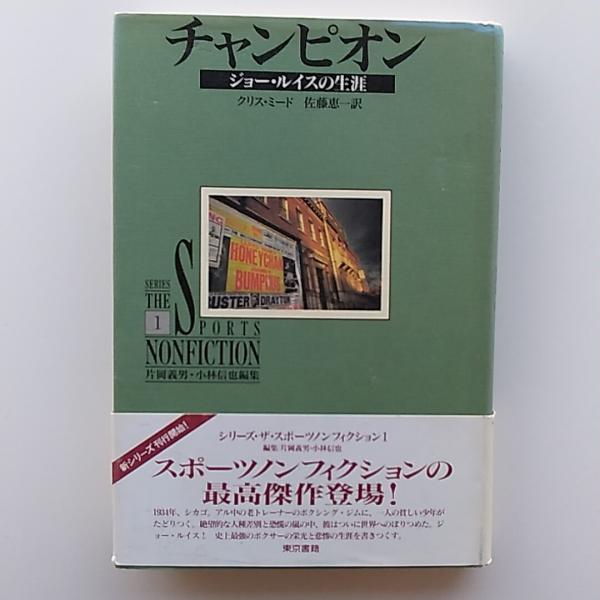 チャンピオン
ジョー・ルイスの生涯
クリス・ミード 佐藤恵一訳
HONEYCHAN
BUMPHUS
BUSTER DRAYTON
SERIES
THE SPORTS
1
NONFICTION
片岡義男・小林信也編集
新シリーズ刊行開始!
シリーズ・ザ・スポーツノンフィクション1
編集 片岡義男・小林信也
スポーツノンフィクションの
最高傑作登場!
1934年、シカゴ。アル中の老トレーナーのボクシング・ジムに、一人の貧しい少年が
たどりつく。絶望的な人種差別と恐慌の嵐の中、彼はついに世界へのぼりつめた。ジ
ョー・ルイス! 史上最強のボクサーの栄光と悲惨の生涯を書きつくす。
東京書籍